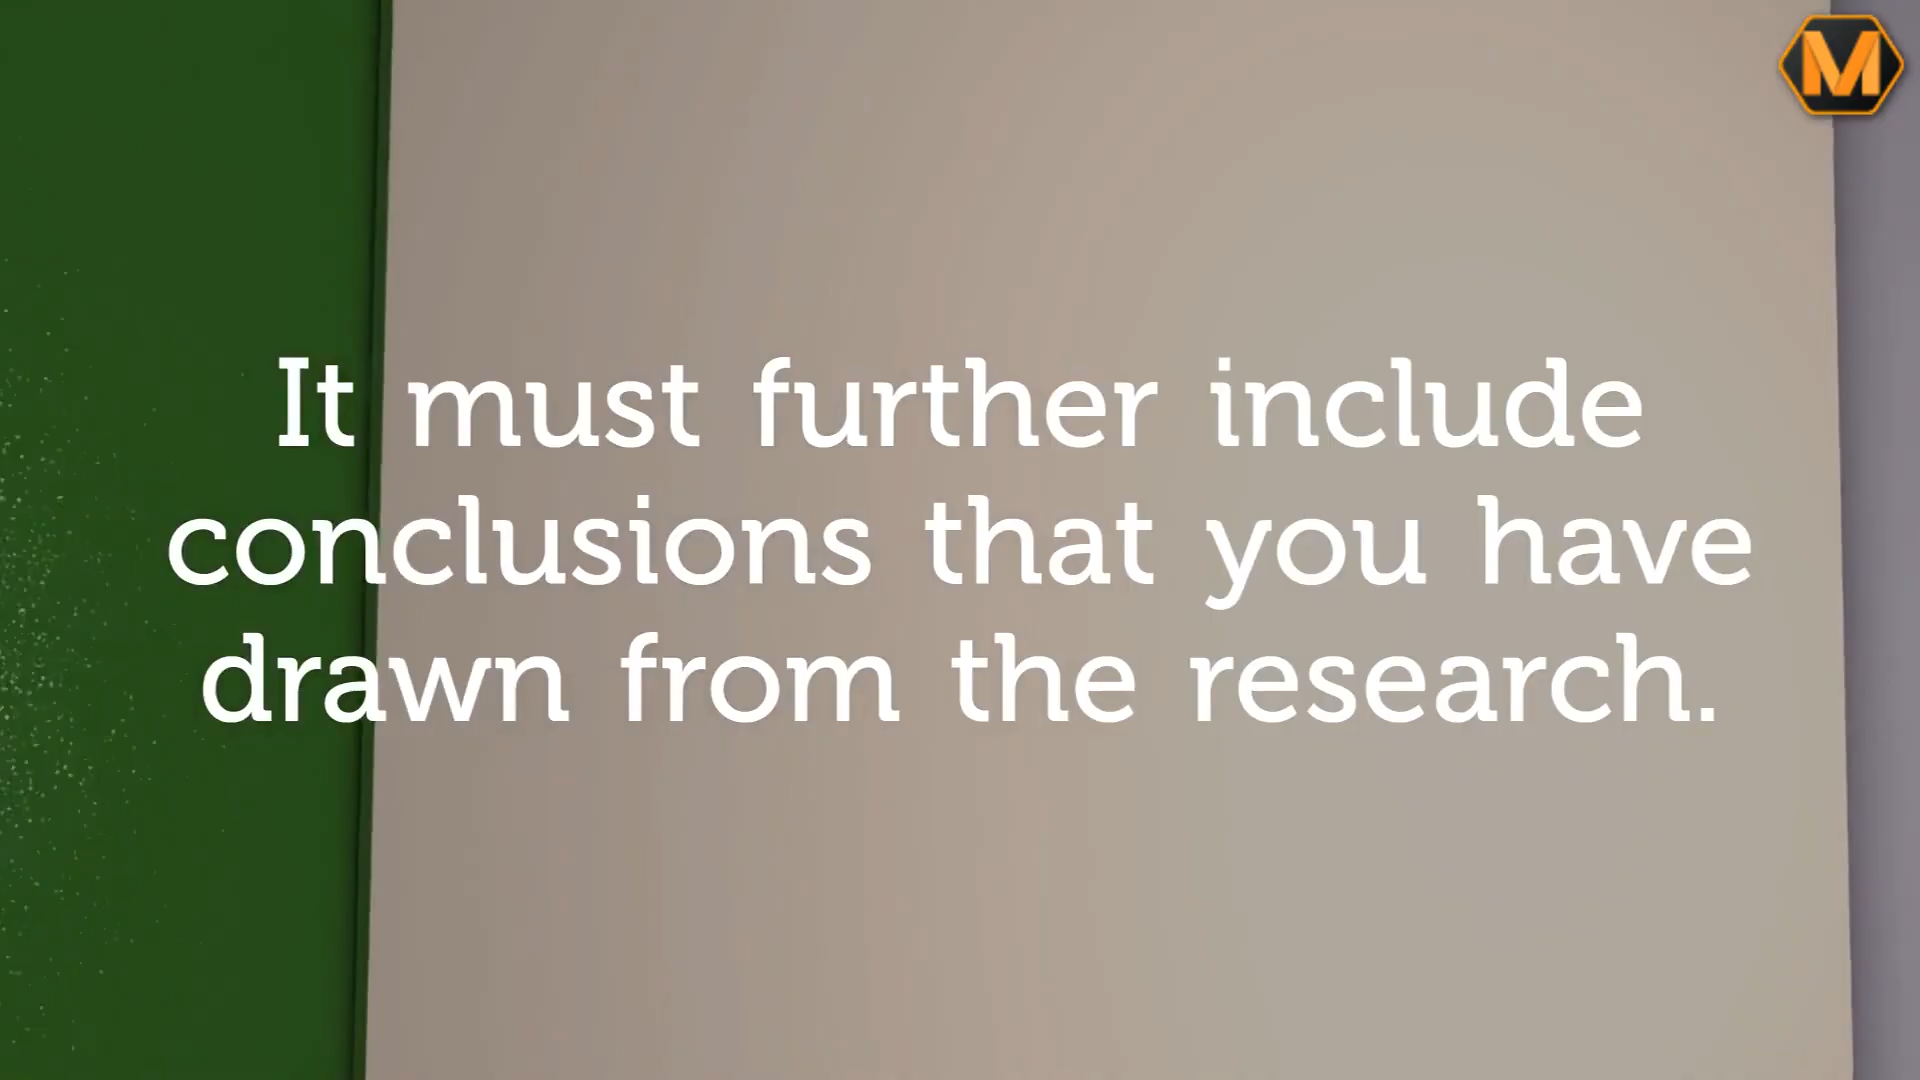 M
It must further include
conclusions that you have
drawn from the research.